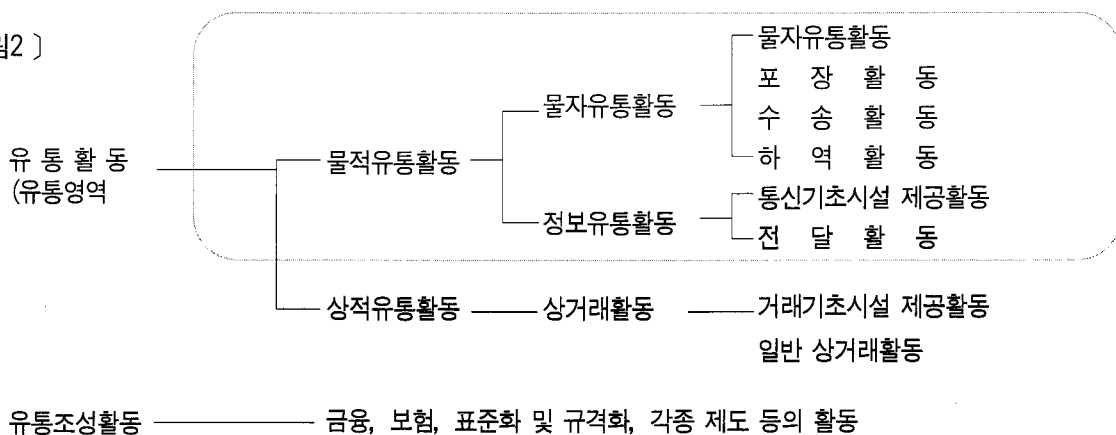 림2 〕
물자유통활동
포 장 활 동
물자유통활동
수 송 활 동
유 통 활 동
물적유통활동
하 역 활 동
(유통영역
정보유통활동
통신기초시설 제공활동
전 달 활 동
상적유통활동
상거래활동
거래기초시설 제공활동
일반 상거래활동
유통조성활동
금융, 보험, 표준화 및 규격화, 각종 제도 등의 활동